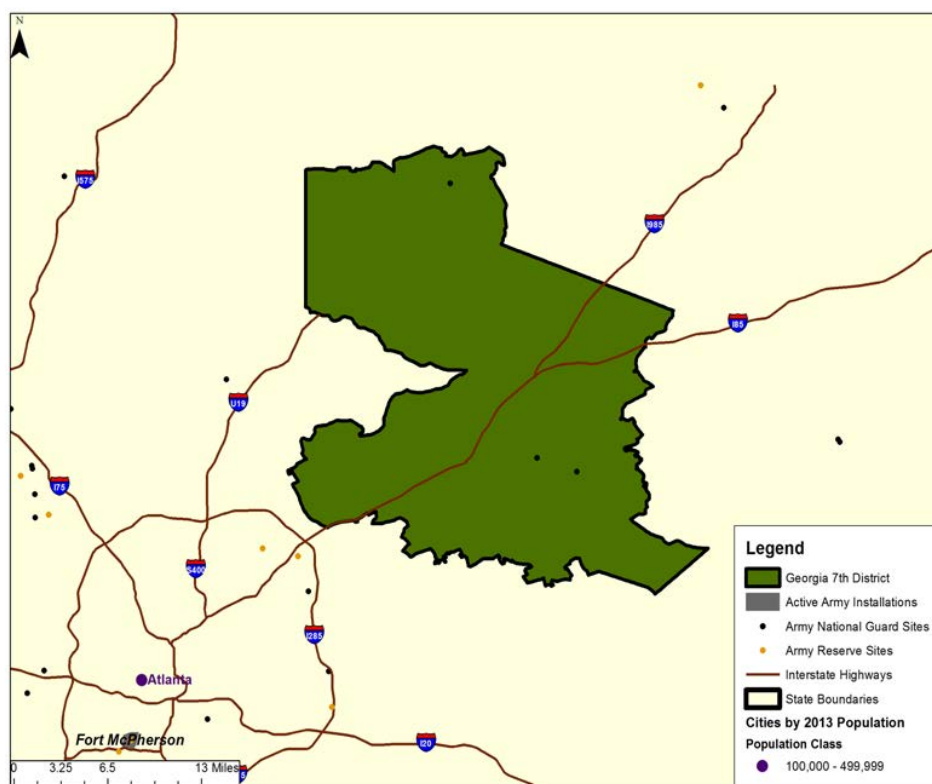 N
I575
I985
I85
U19
I75
S400
I285
Atlanta
Fort McPherson
I20
5
0 3.25 6.5 13 Miles
Legend
Georgia 7th District
Active Army Installations
Army National Guard Sites
Army Reserve Sites
Interstate Highways
State Boundaries
Cities by 2013 Population
Population Class
100,000 - 499,999